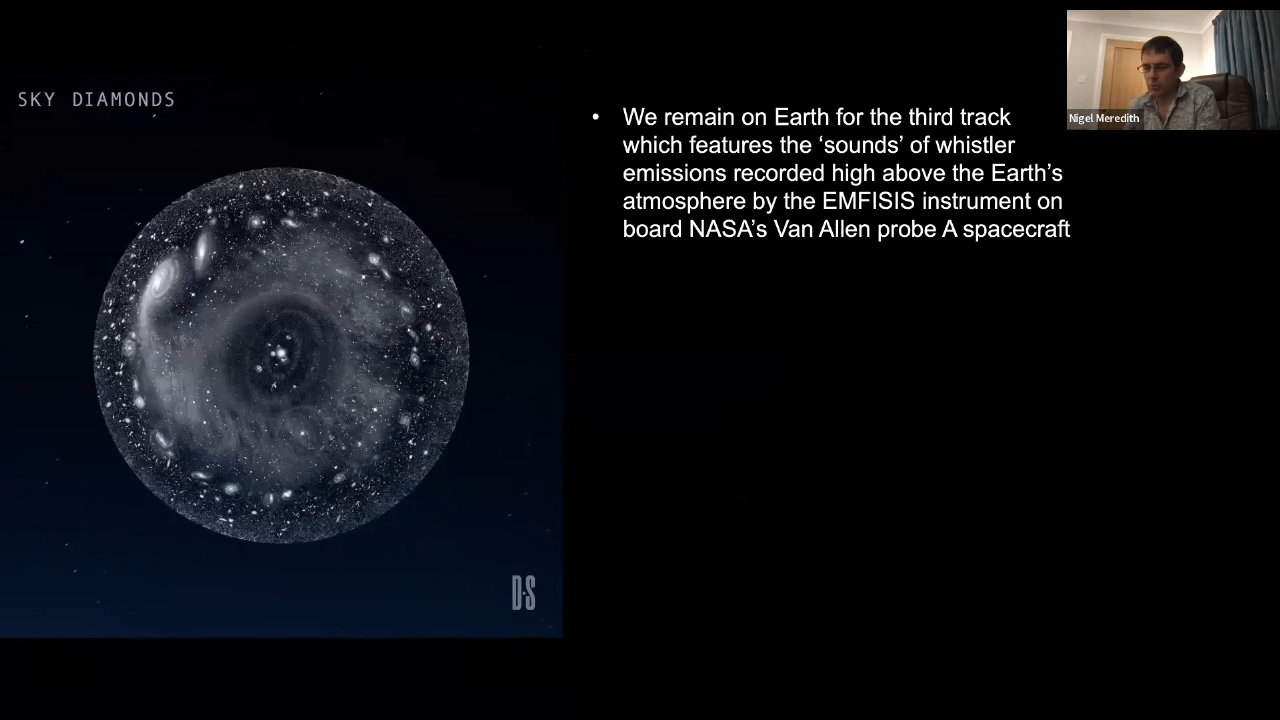 SKY DIAMONDS
• We remain on Earth for the third track
which features the ‘sounds’ of whistler
emissions recorded high above the Earth’s
atmosphere by the EMFISIS instrument on
board NASA’s Van Allen probe A spacecraft
Nigel Meredith
D·S